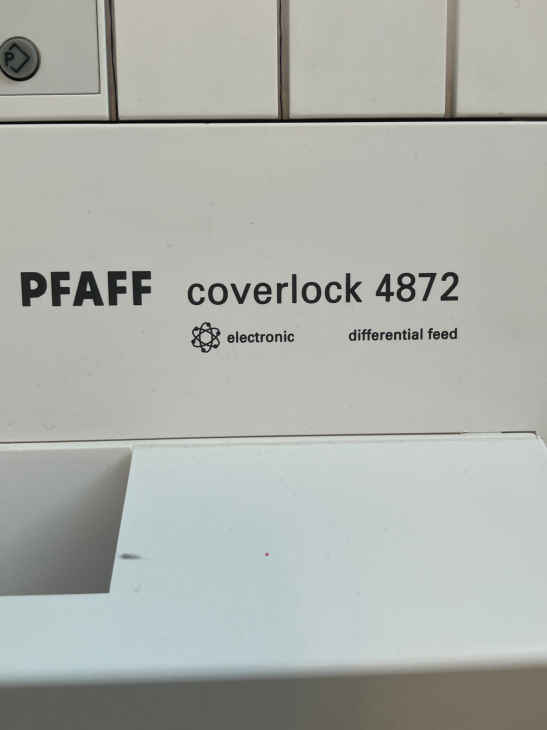 P
PFAFF coverlock 4872
electronic differential feed